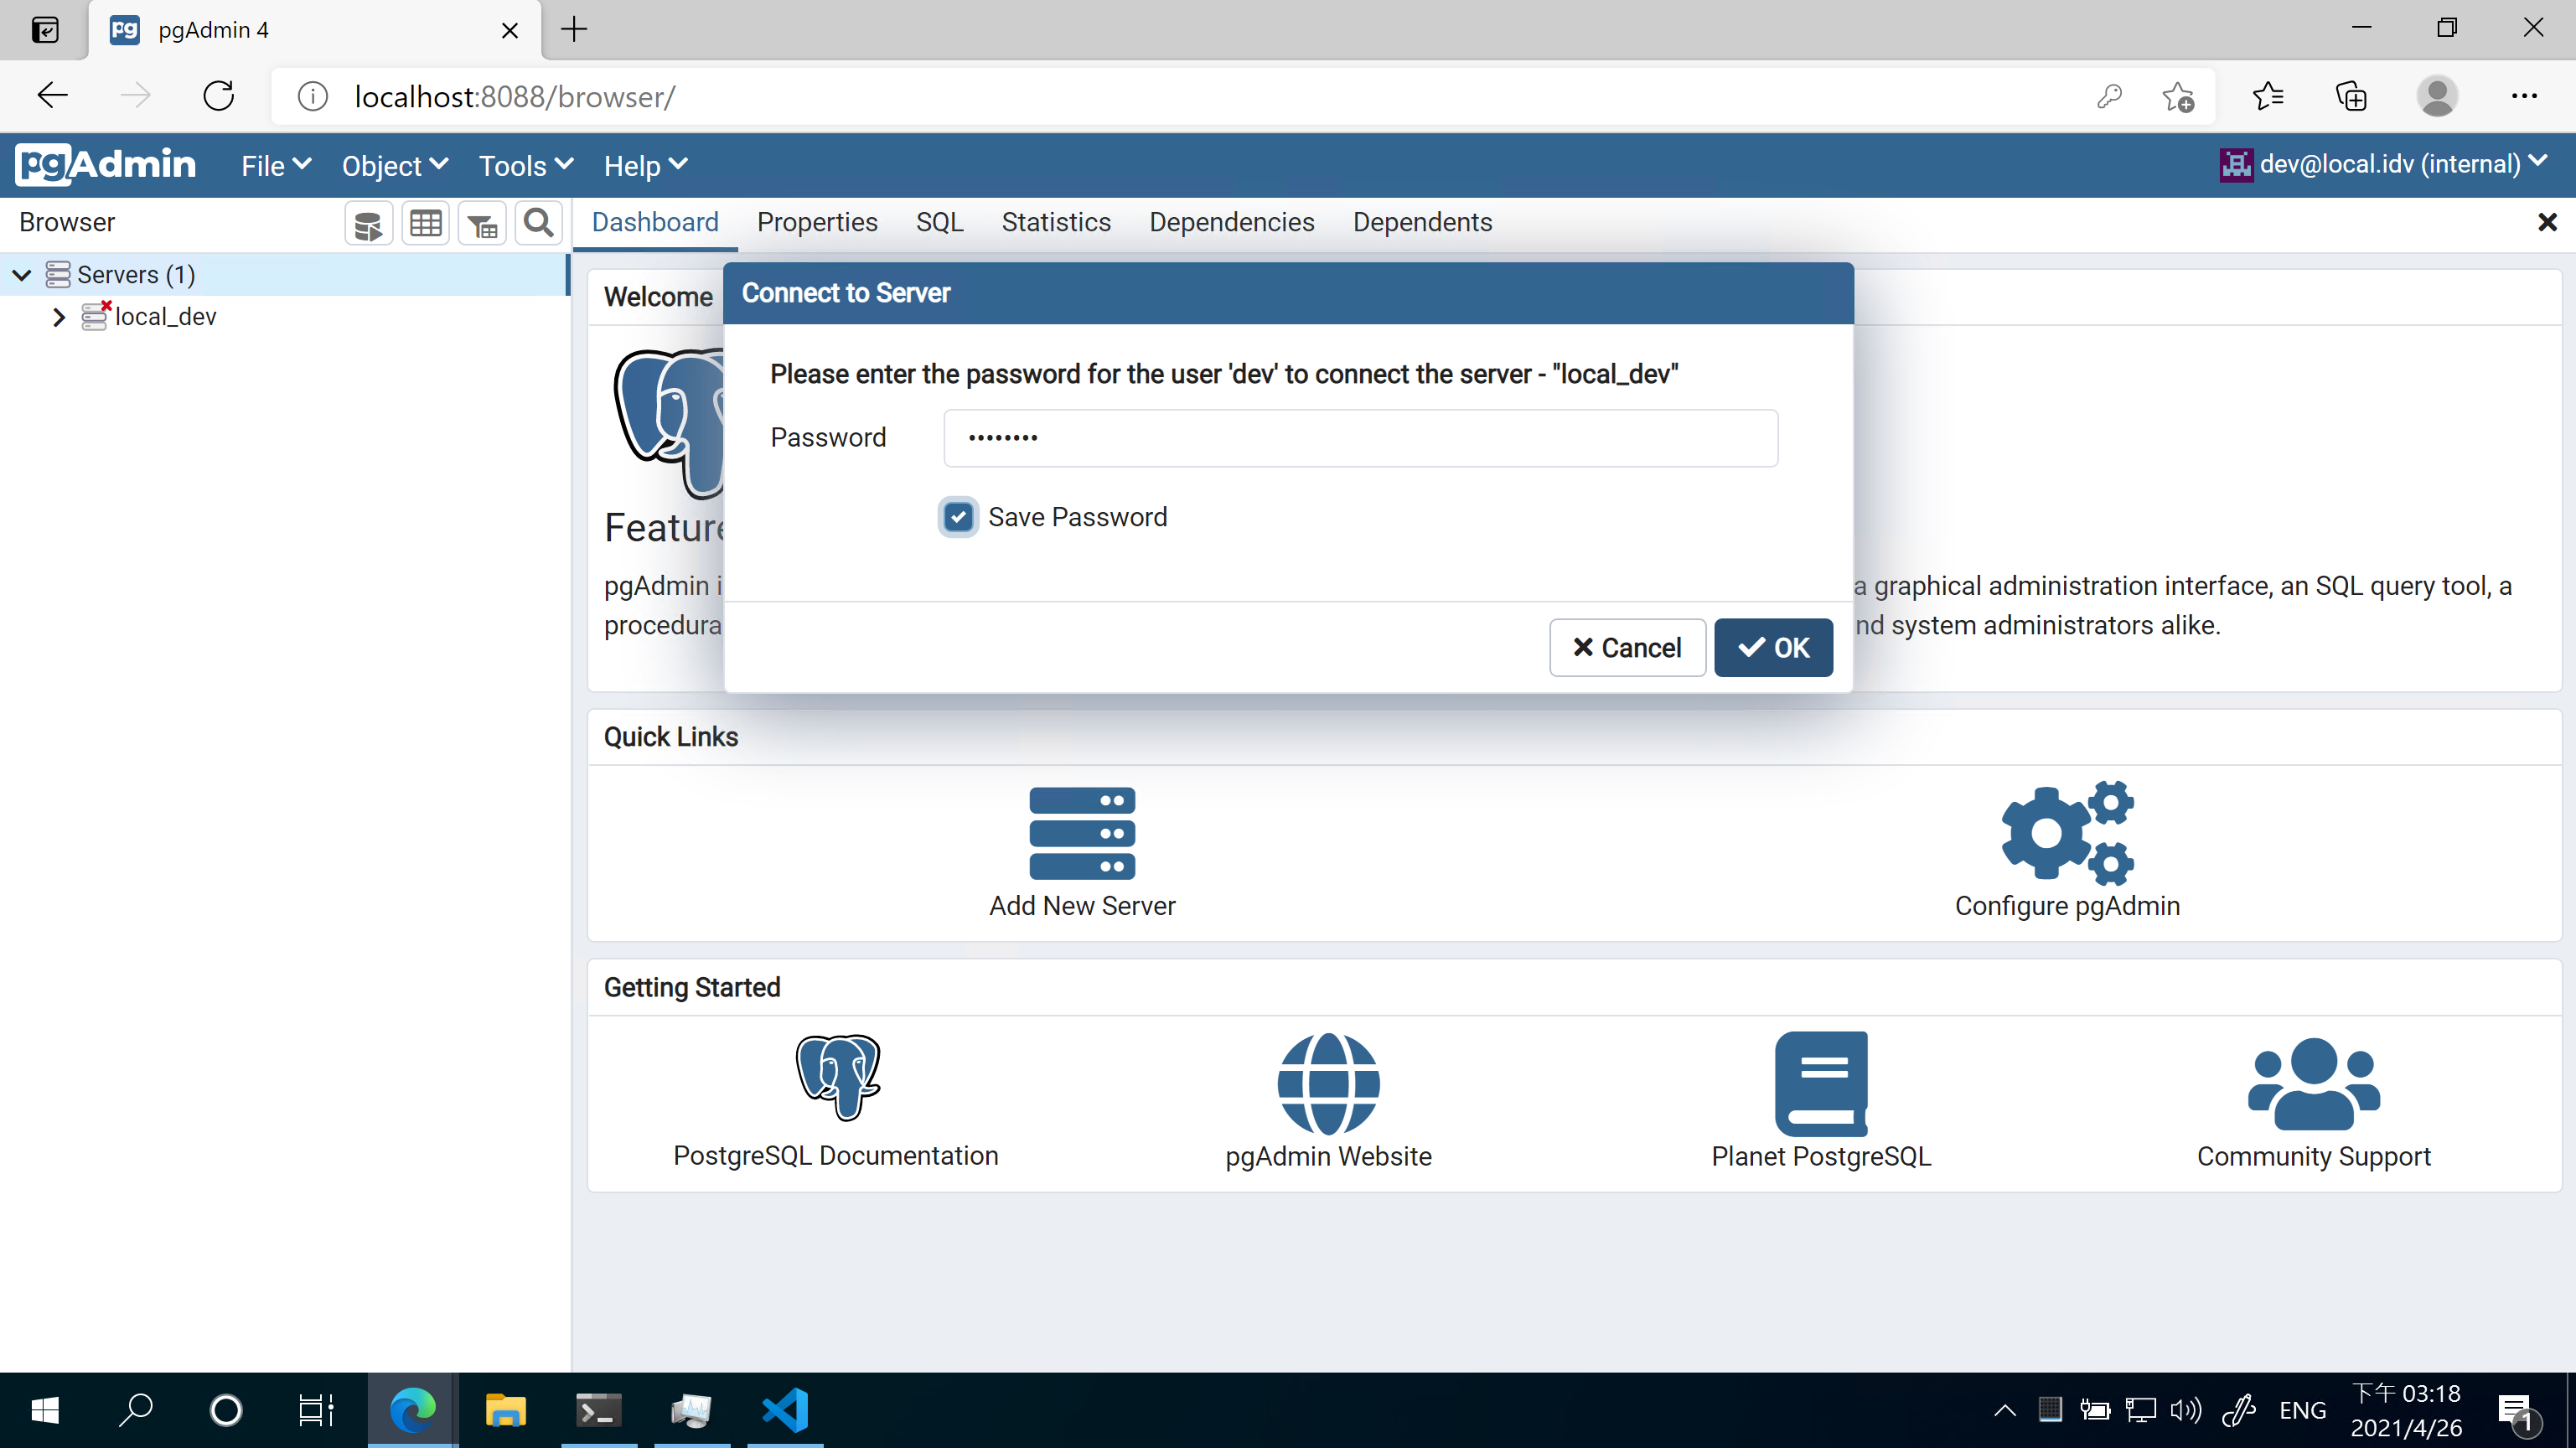 pgAdmin 4
localhost:8088/browser/
pgAdmin File Object Tools Help dev@local.idv (internal)
Browser
Dashboard Properties SQL Statistics Dependencies Dependents
Servers (1)
local_dev
Welcome
Connect to Server
Please enter the password for the user 'dev' to connect the server - "local_dev"
Password ••••••••
Save Password
Cancel OK
Feature
pgAdmin i a graphical administration interface, an SQL query tool, a
procedura nd system administrators alike.
Quick Links
Add New Server Configure pgAdmin
Getting Started
PostgreSQL Documentation pgAdmin Website Planet PostgreSQL Community Support
ENG
下午 03:18
2021/4/26
1